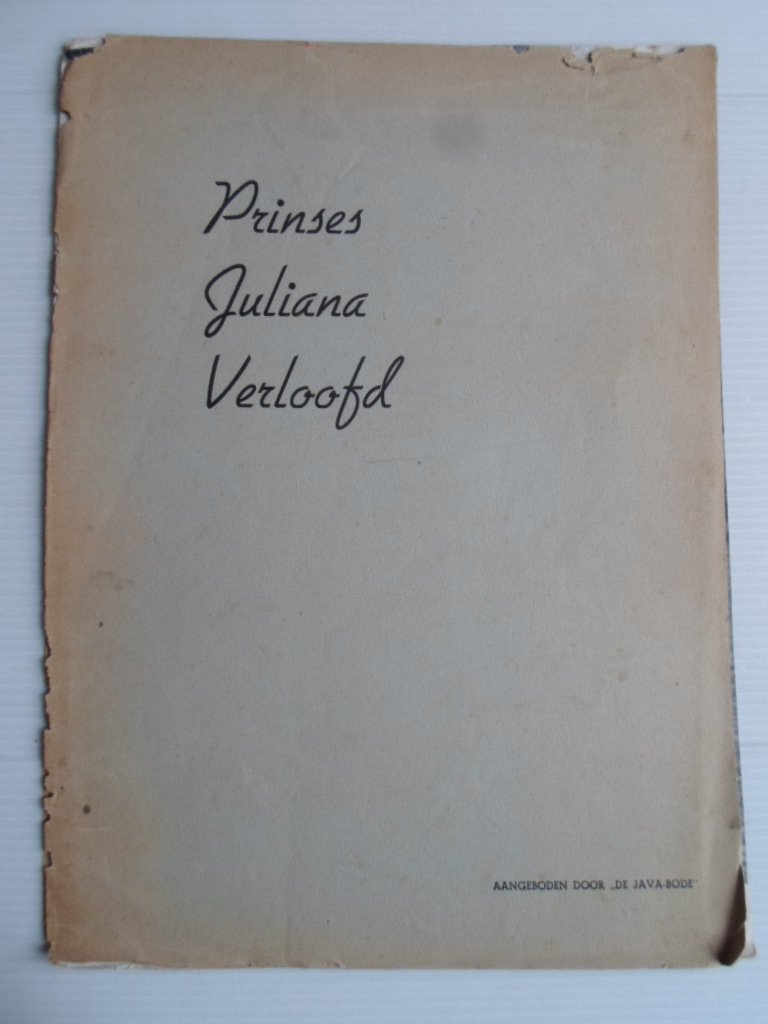 Prinses
Juliana
Verloofd
AANGEBODEN DOOR „DE JAVA-BODE"